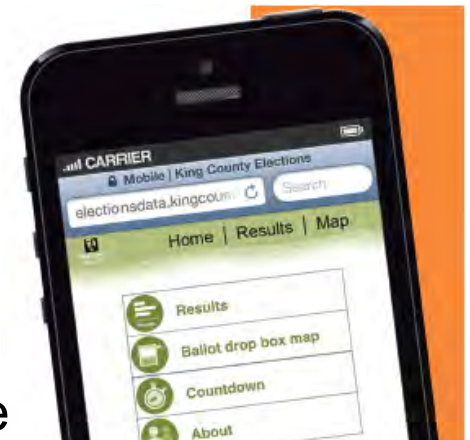 CARRIER
Mobile | King County Elections
electionsdata.kingcoun
Search
Home | Results | Map
Results
Ballot drop box map
Countdown
About
e